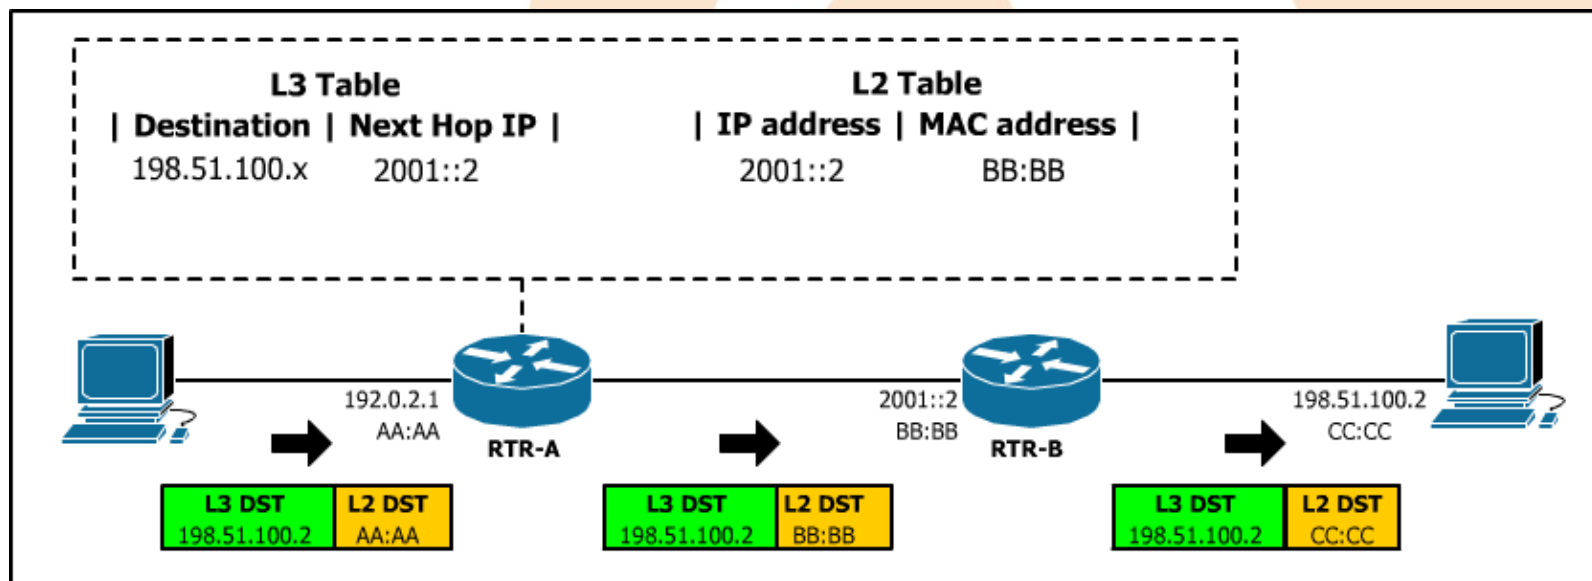 L3 Table
| Destination | Next Hop IP |
198.51.100.x 2001::2
L2 Table
| IP address | MAC address |
2001::2 BB:BB
192.0.2.1
AA:AA
RTR-A
2001::2
BB:BB
RTR-B
198.51.100.2
CC:CC
L3 DST L2 DST
198.51.100.2 AA:AA
L3 DST L2 DST
198.51.100.2 BB:BB
L3 DST L2 DST
198.51.100.2 CC:CC